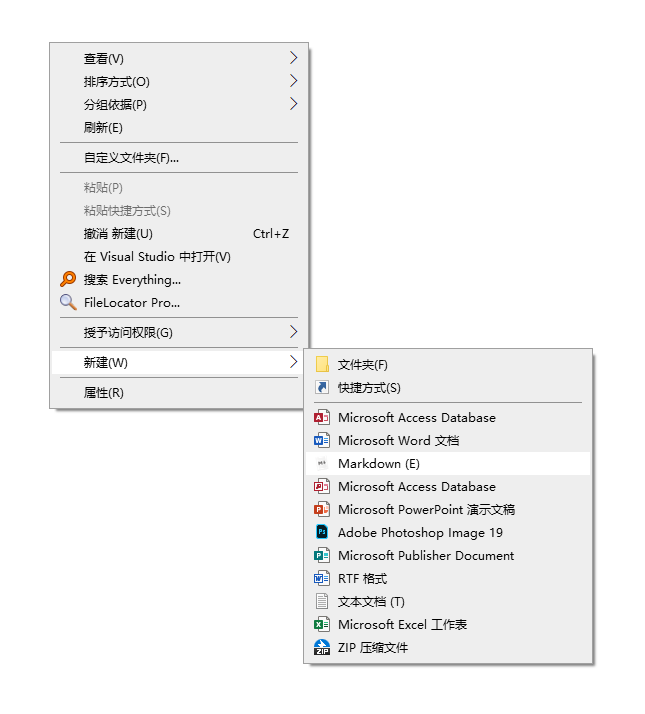 查看(V)
排序方式(O)
分组依据(P)
刷新(E)
自定义文件夹(F)...
粘贴(P)
粘贴快捷方式(S)
撤消 新建(U) Ctrl+Z
在 Visual Studio 中打开(V)
搜索 Everything...
FileLocator Pro...
授予访问权限(G)
新建(W)
属性(R)
文件夹(F)
快捷方式(S)
Microsoft Access Database
Microsoft Word 文档
Markdown (E)
Microsoft Access Database
Microsoft PowerPoint 演示文稿
Adobe Photoshop Image 19
Microsoft Publisher Document
RTF 格式
文本文档 (T)
Microsoft Excel 工作表
ZIP 压缩文件